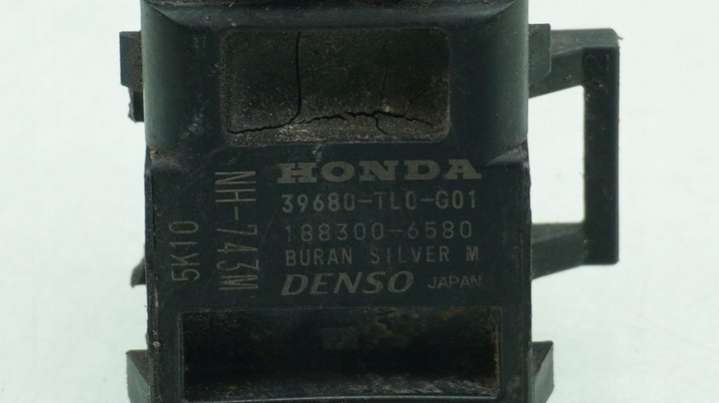 HONDA
39680-TL0-G01
188300-6580
BURAN SILVER M
DENSO JAPAN
NH-743M
5K10